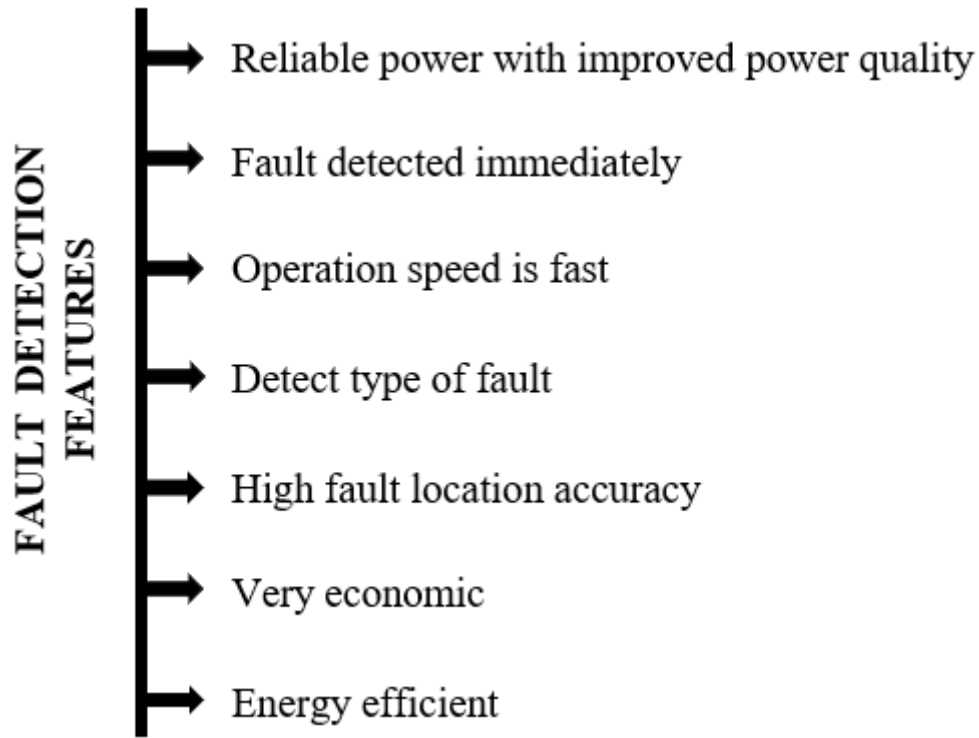 FAULT DETECTION
FEATURES
Reliable power with improved power quality
Fault detected immediately
Operation speed is fast
Detect type of fault
High fault location accuracy
Very economic
Energy efficient